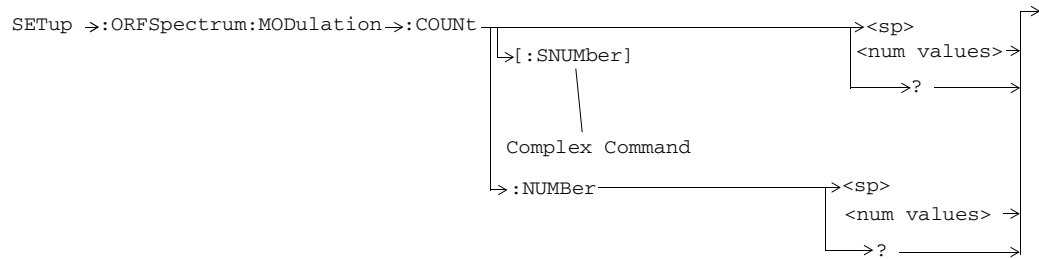 SETup :ORFSpectrum:MODulation :COUNt <sp>
<num values>
[:SNUMber]
?
Complex Command
:NUMBer <sp>
<num values>
?